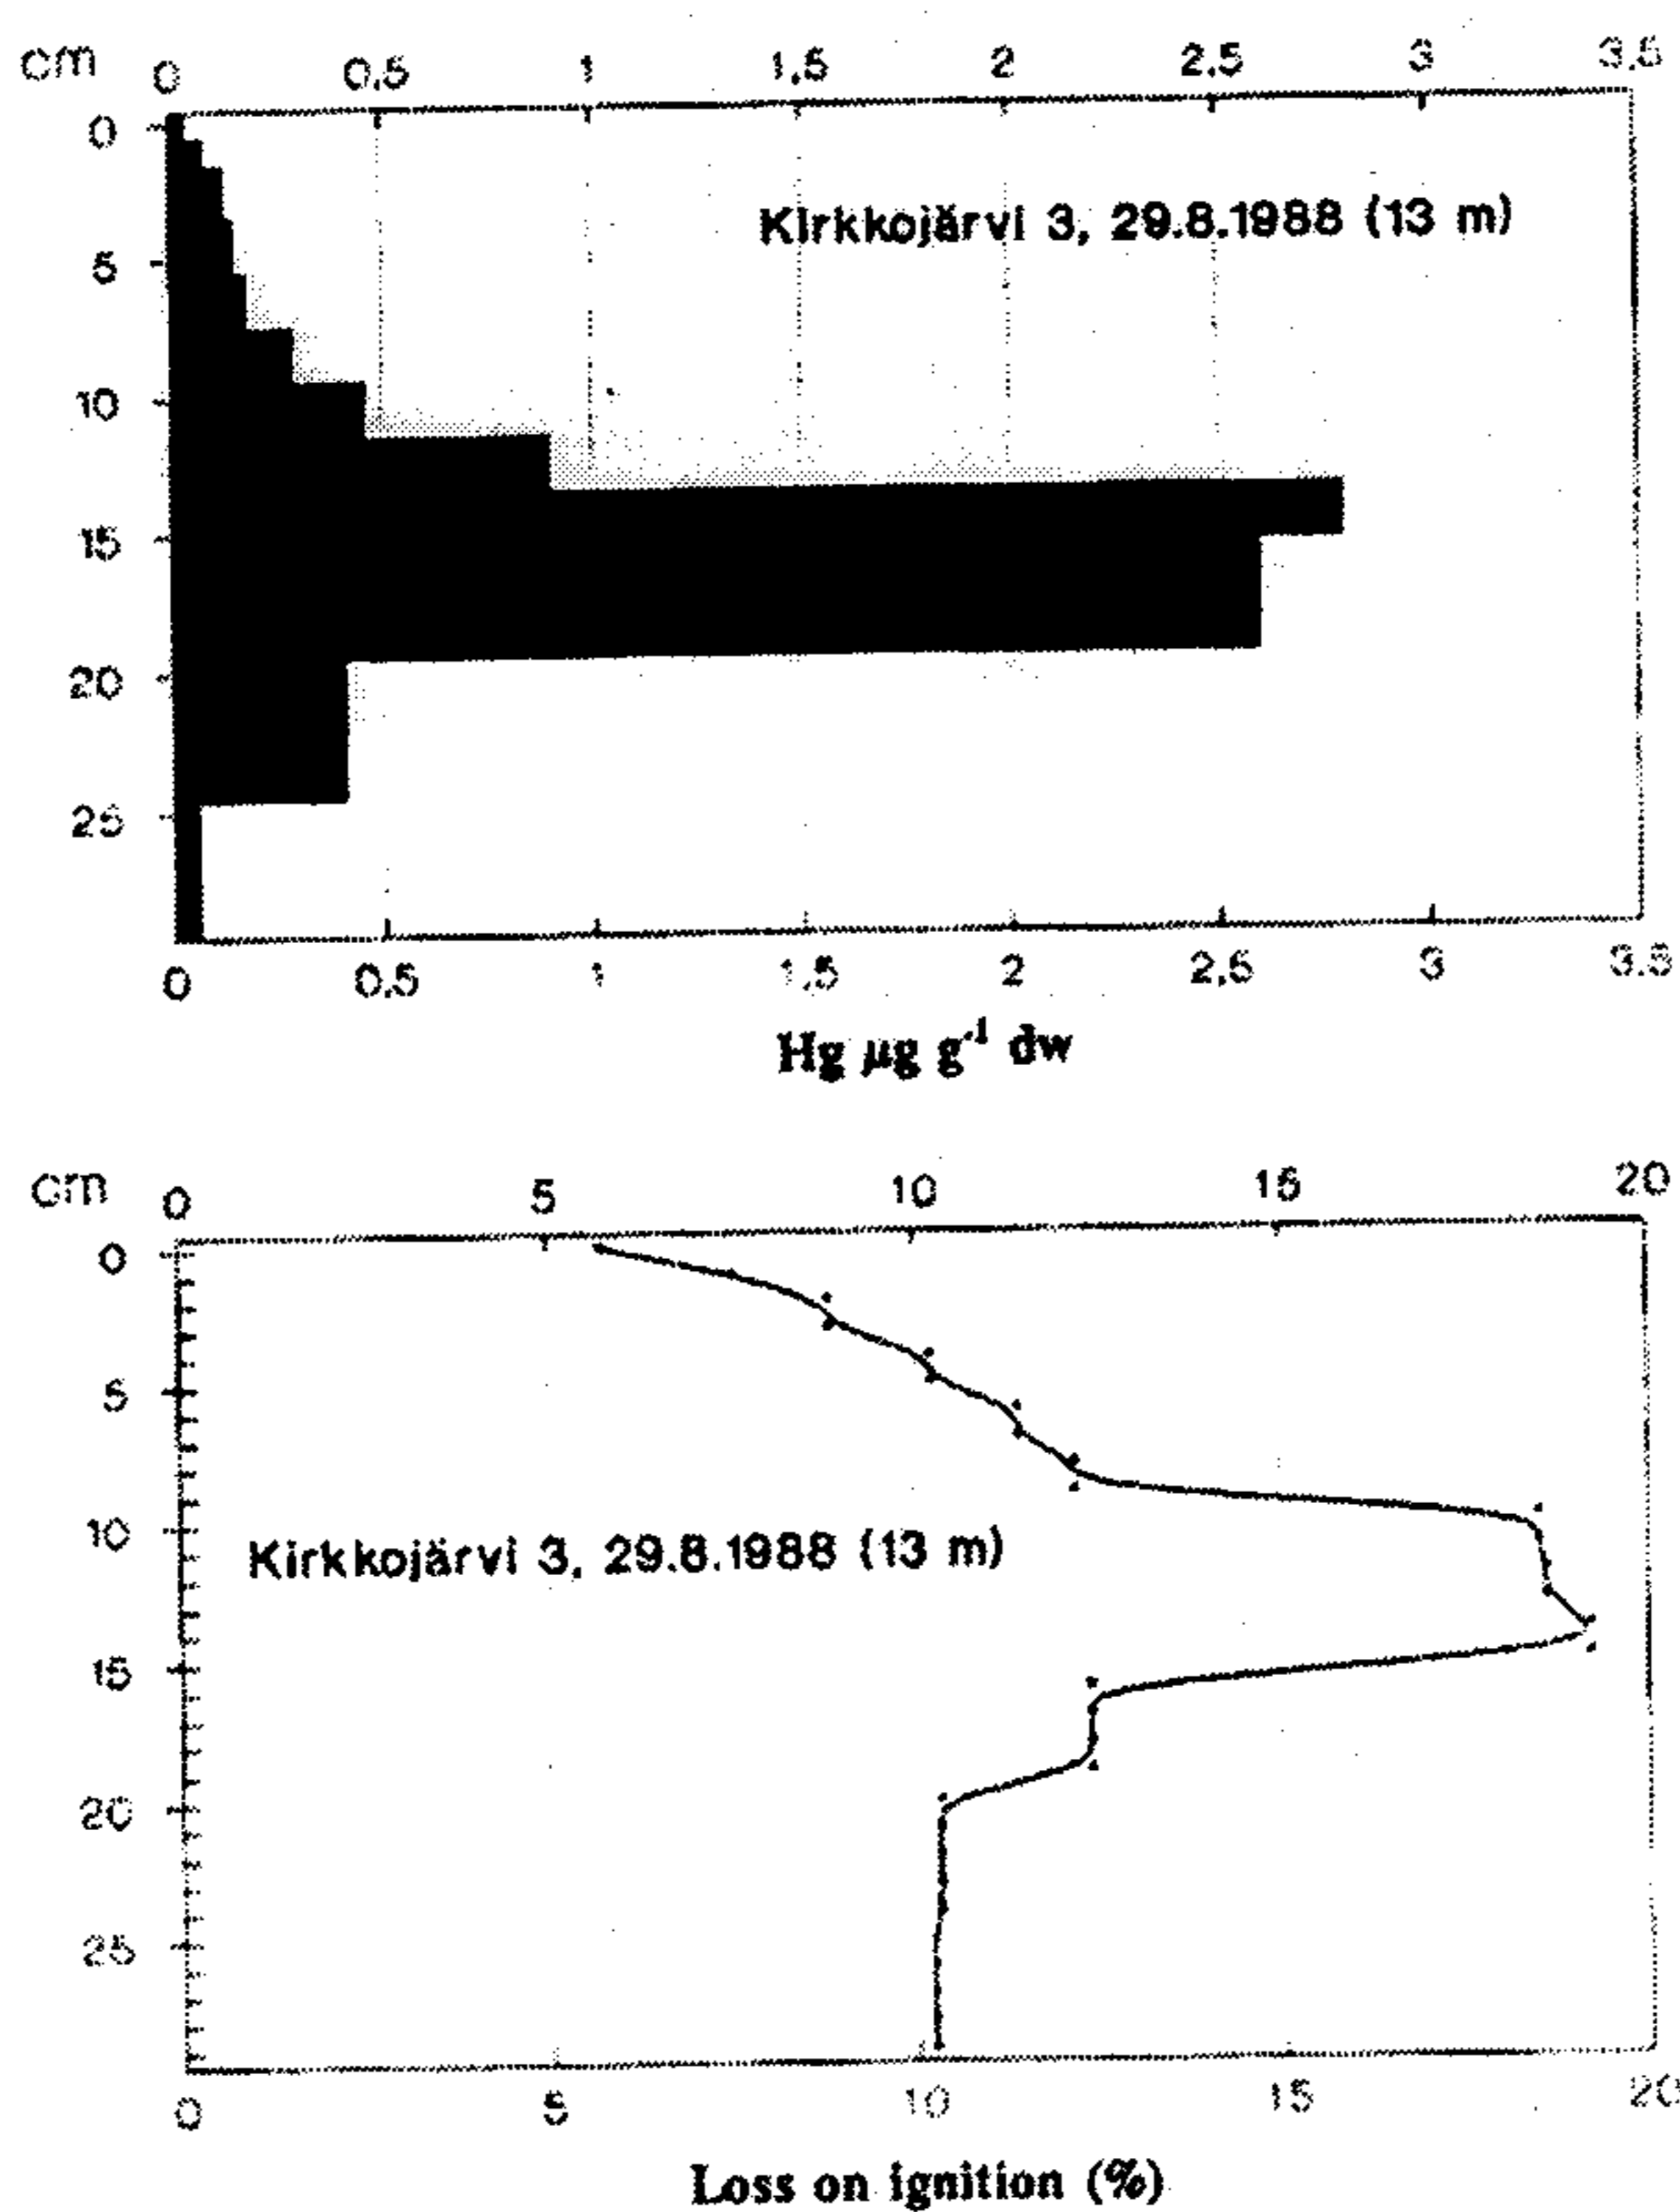 cm 0 0.5 1 1.5 2 2.5 3 3.5
0
Kirkkojärvi 3, 29.8.1988 (13 m)
5
10
15
20
25
0 0.5 1 1.5 2 2.5 3 3.5
Hg µg g⁻¹ dw
cm 0 5 10 15 20
0
5
10
Kirkkojärvi 3, 29.8.1988 (13 m)
15
20
25
0 5 10 15 20
Loss on ignition (%)